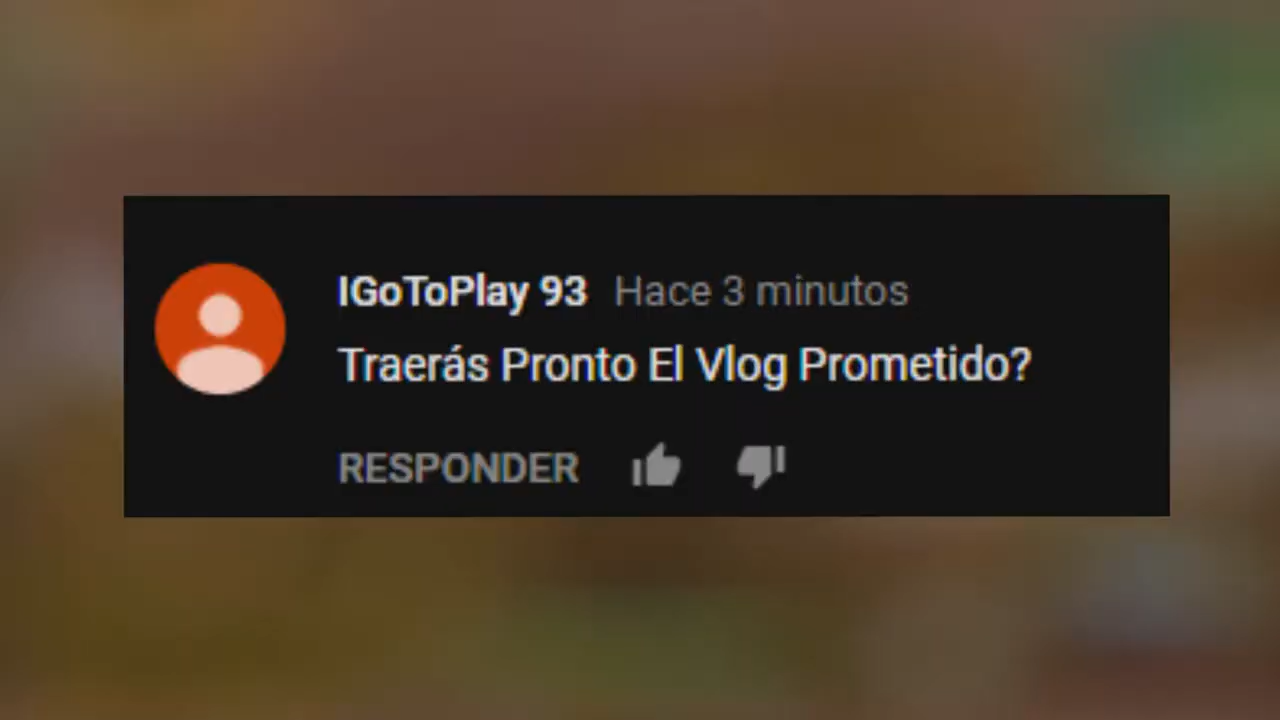 IGoToPlay 93 Hace 3 minutos
Traerás Pronto El Vlog Prometido?
RESPONDER